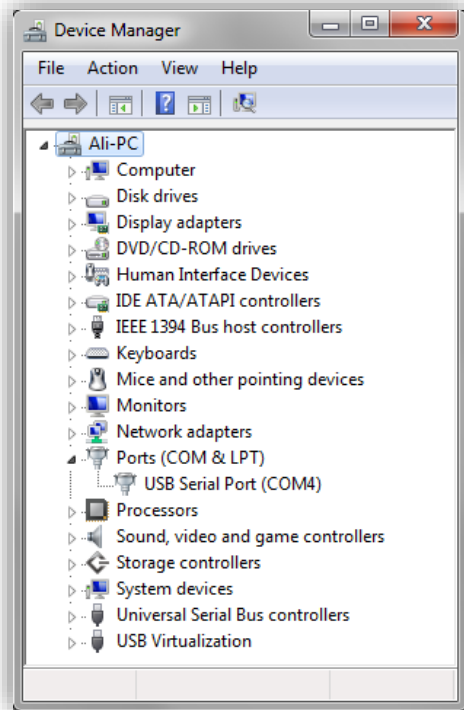 Device Manager
File Action View Help
Ali-PC
Computer
Disk drives
Display adapters
DVD/CD-ROM drives
Human Interface Devices
IDE ATA/ATAPI controllers
IEEE 1394 Bus host controllers
Keyboards
Mice and other pointing devices
Monitors
Network adapters
Ports (COM & LPT)
USB Serial Port (COM4)
Processors
Sound, video and game controllers
Storage controllers
System devices
Universal Serial Bus controllers
USB Virtualization